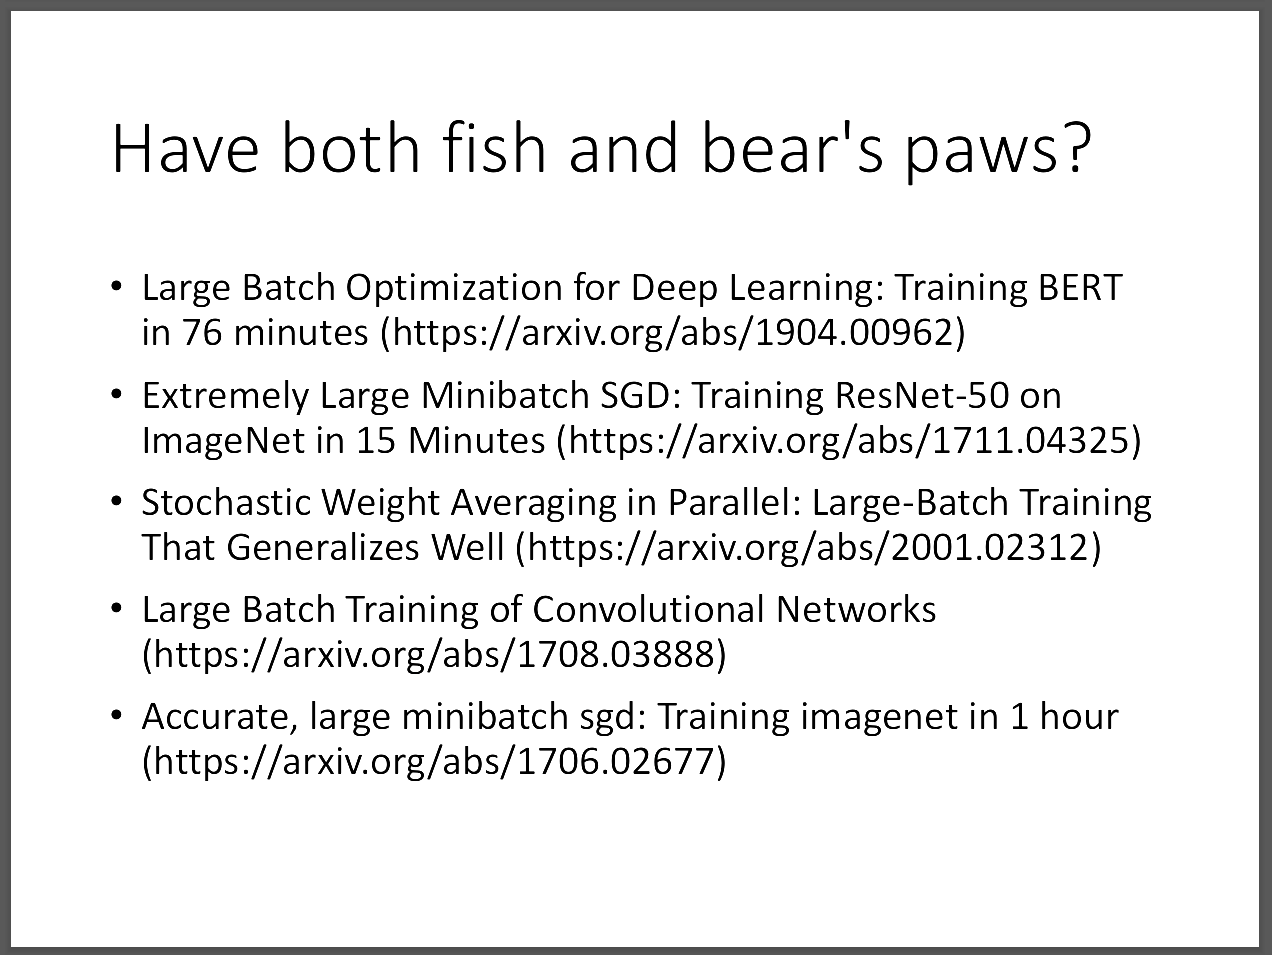 Have both fish and bear's paws?
• Large Batch Optimization for Deep Learning: Training BERT
in 76 minutes (https://arxiv.org/abs/1904.00962)
• Extremely Large Minibatch SGD: Training ResNet-50 on
ImageNet in 15 Minutes (https://arxiv.org/abs/1711.04325)
• Stochastic Weight Averaging in Parallel: Large-Batch Training
That Generalizes Well (https://arxiv.org/abs/2001.02312)
• Large Batch Training of Convolutional Networks
(https://arxiv.org/abs/1708.03888)
• Accurate, large minibatch sgd: Training imagenet in 1 hour
(https://arxiv.org/abs/1706.02677)